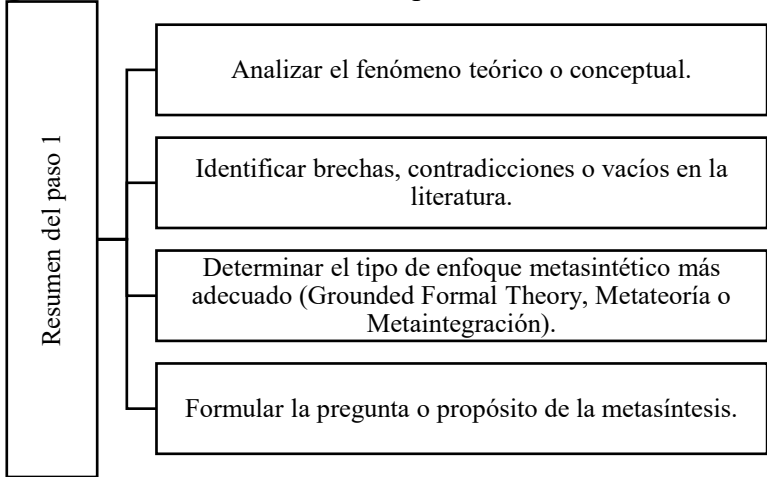 Resumen del paso 1
Analizar el fenómeno teórico o conceptual.
Identificar brechas, contradicciones o vacíos en la
literatura.
Determinar el tipo de enfoque metasintético más
adecuado (Grounded Formal Theory, Metateoría o
Metaintegración).
Formular la pregunta o propósito de la metasíntesis.